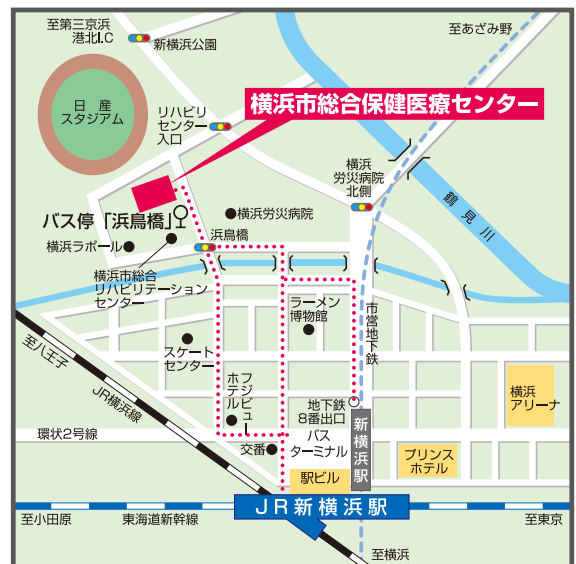 至第三京浜
港北I.C
新横浜公園
至あざみ野
日産
スタジアム
リハビリ
センター
入口
横浜市総合保健医療センター
横浜
労災病院
北側
鶴見川
バス停「浜鳥橋」
横浜労災病院
浜鳥橋
横浜ラポール
横浜市総合
リハビリテーション
センター
ラーメン
博物館
市営地下鉄
スケート
センター
至八王子
JR横浜線
ホテル
フジビュー
地下鉄
8番出口
横浜
アリーナ
環状2号線
交番
バス
ターミナル
新横浜駅
プリンス
ホテル
駅ビル
JR新横浜駅
至小田原
東海道新幹線
至東京
至横浜